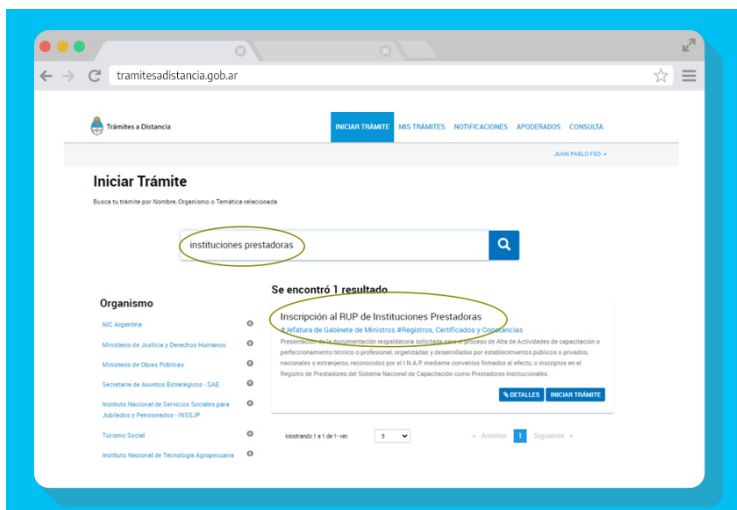 tramitesadistancia.gob.ar
Trámites a Distancia
INICIAR TRÁMITE MIS TRÁMITES NOTIFICACIONES APODERADOS CONSULTA
JUAN PABLO FEO
Iniciar Trámite
Busca tu trámite por Nombre, Organismo o Temática relacionada
instituciones prestadoras
Se encontró 1 resultado
Organismo
NIC Argentina
Ministerio de Justicia y Derechos Humanos
Ministerio de Obras Públicas
Secretaría de Asuntos Estratégicos - SAE
Instituto Nacional de Servicios Sociales para
Jubilados y Pensionados - INSSJP
Turismo Social
Instituto Nacional de Tecnología Agropecuaria
Inscripción al RUP de Instituciones Prestadoras
#Jefatura de Gabinete de Ministros #Registros, Certificados y Constancias
Presentación de la documentación respaldatoria solicitada para el proceso de Alta de Actividades de capacitación o
perfeccionamiento técnico o profesional, organizadas y desarrolladas por establecimientos públicos o privados,
nacionales o extranjeros, reconocidos por el I.N.A.P mediante convenios firmados al efecto, o inscriptos en el
Registro de Prestadores del Sistema Nacional de Capacitación como Prestadores Institucionales.
DETALLES INICIAR TRÁMITE
Mostrando 1 a 1 de 1- ver: 5 « Anterior 1 Siguiente »